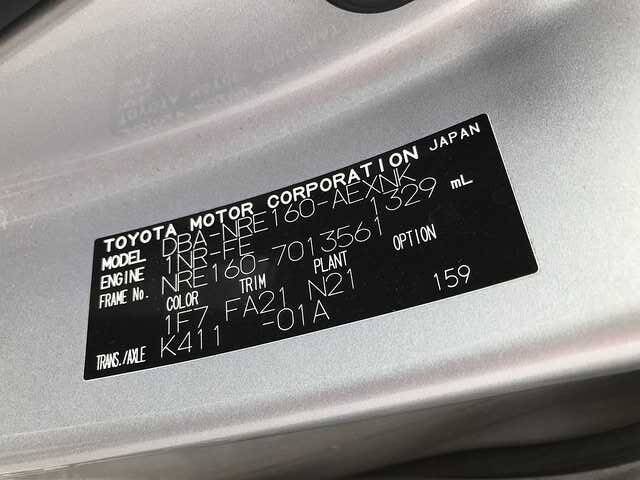 TOYOTA MOTOR CORPORATION JAPAN
MODEL DBA-NRE160-AEXNK
ENGINE 1NR-FE 1329 mL
FRAME No. NRE160-7013561
COLOR TRIM PLANT OPTION
1F7 FA21 N21 159
TRANS./AXLE K411 -01A